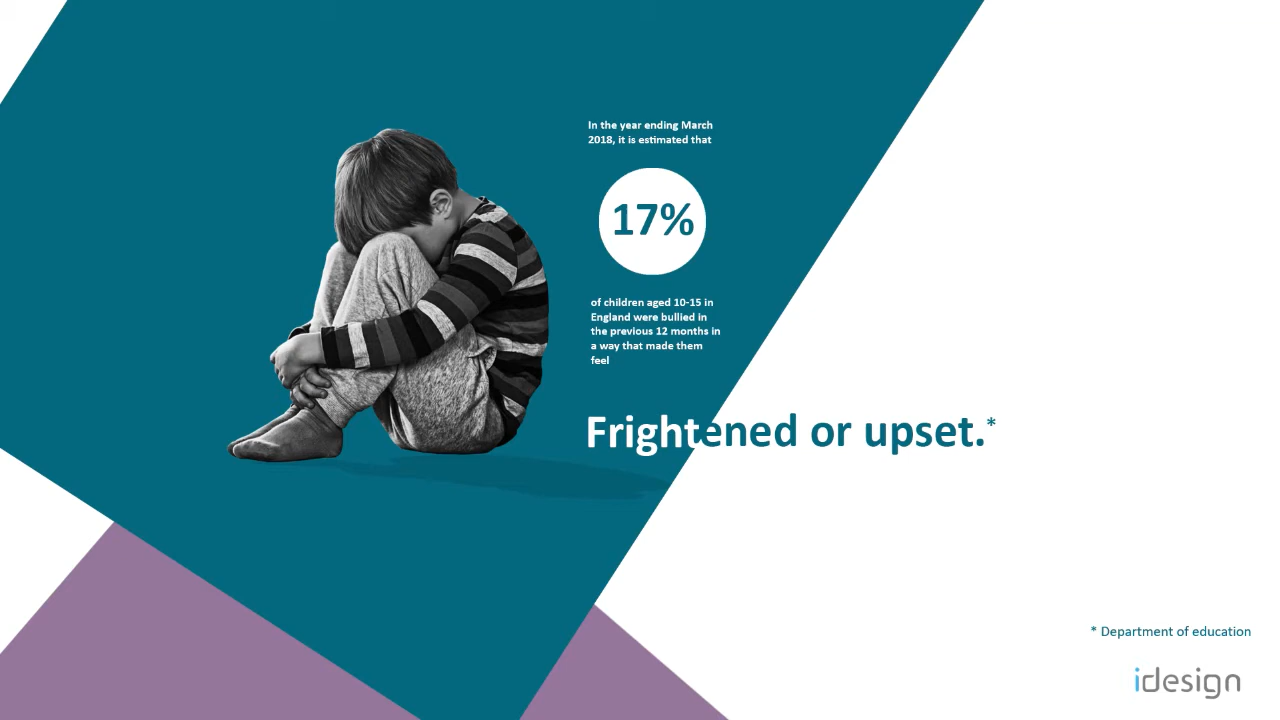 In the year ending March
2018, it is estimated that
17%
of children aged 10-15 in
England were bullied in
the previous 12 months in
a way that made them
feel
Frightened or upset.*
* Department of education
idesign